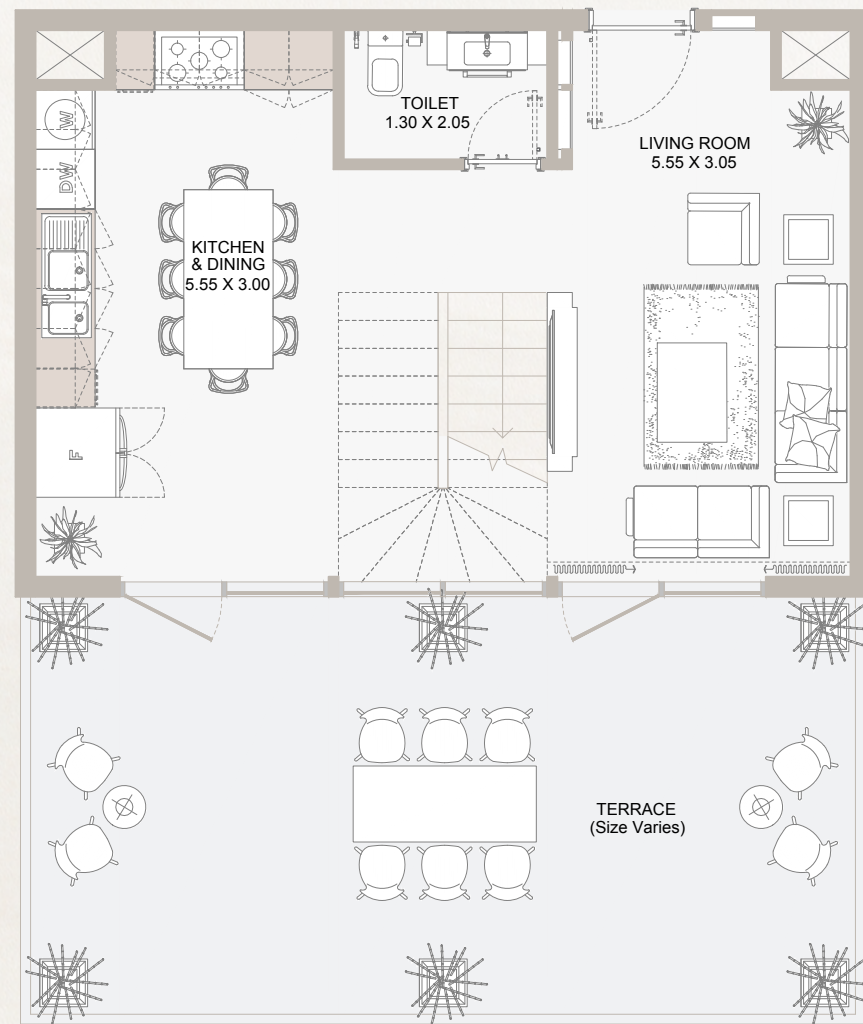 TOILET
1.30 X 2.05
LIVING ROOM
5.55 X 3.05
W
DW
KITCHEN
& DINING
5.55 X 3.00
F
TERRACE
(Size Varies)